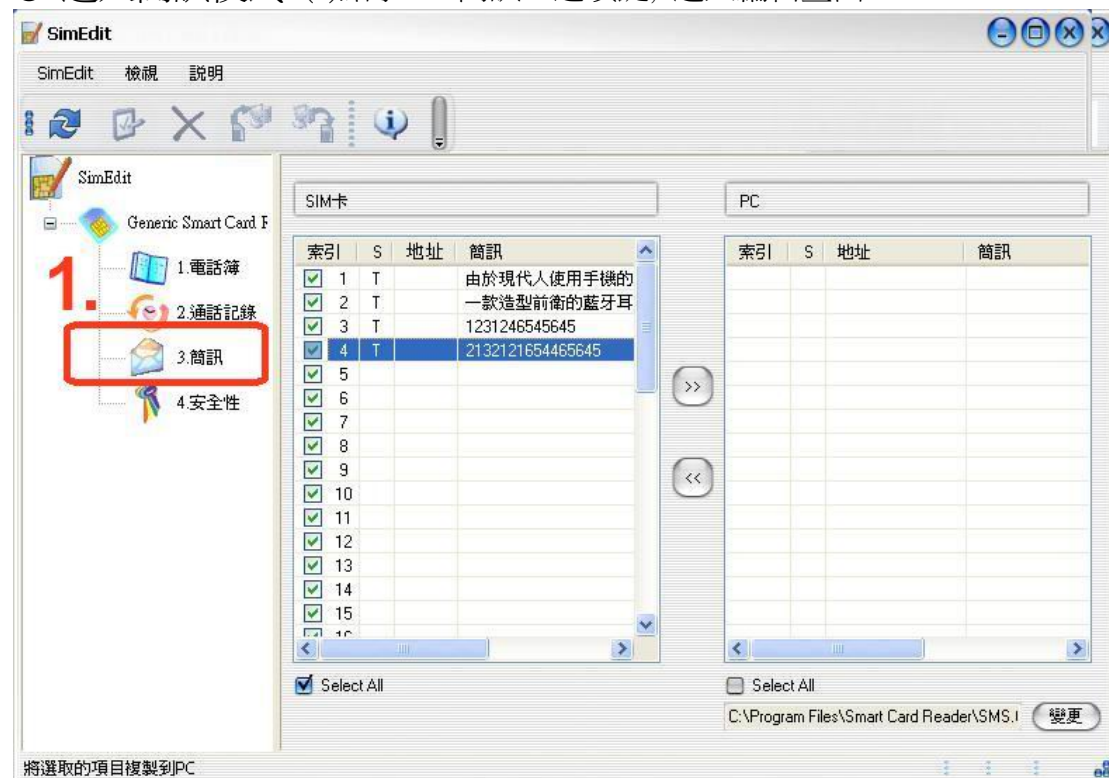 SimEdit
SimEdit 檢視 說明
SimEdit
Generic Smart Card
1.
1.電話簿
2.通話記錄
3.簡訊
4.安全性
SIM卡
索引 S 地址 簡訊
1 T 由於現代人使用手機的
2 T 一款造型前衛的藍牙耳
3 T 1231246545645
4 T 2132121654465645
5
6
7
8
9
10
11
12
13
14
15
Select All
>>
<<
PC
索引 S 地址 簡訊
Select All
C:\Program Files\Smart Card Reader\SMS. 變更
將選取的項目複製到PC